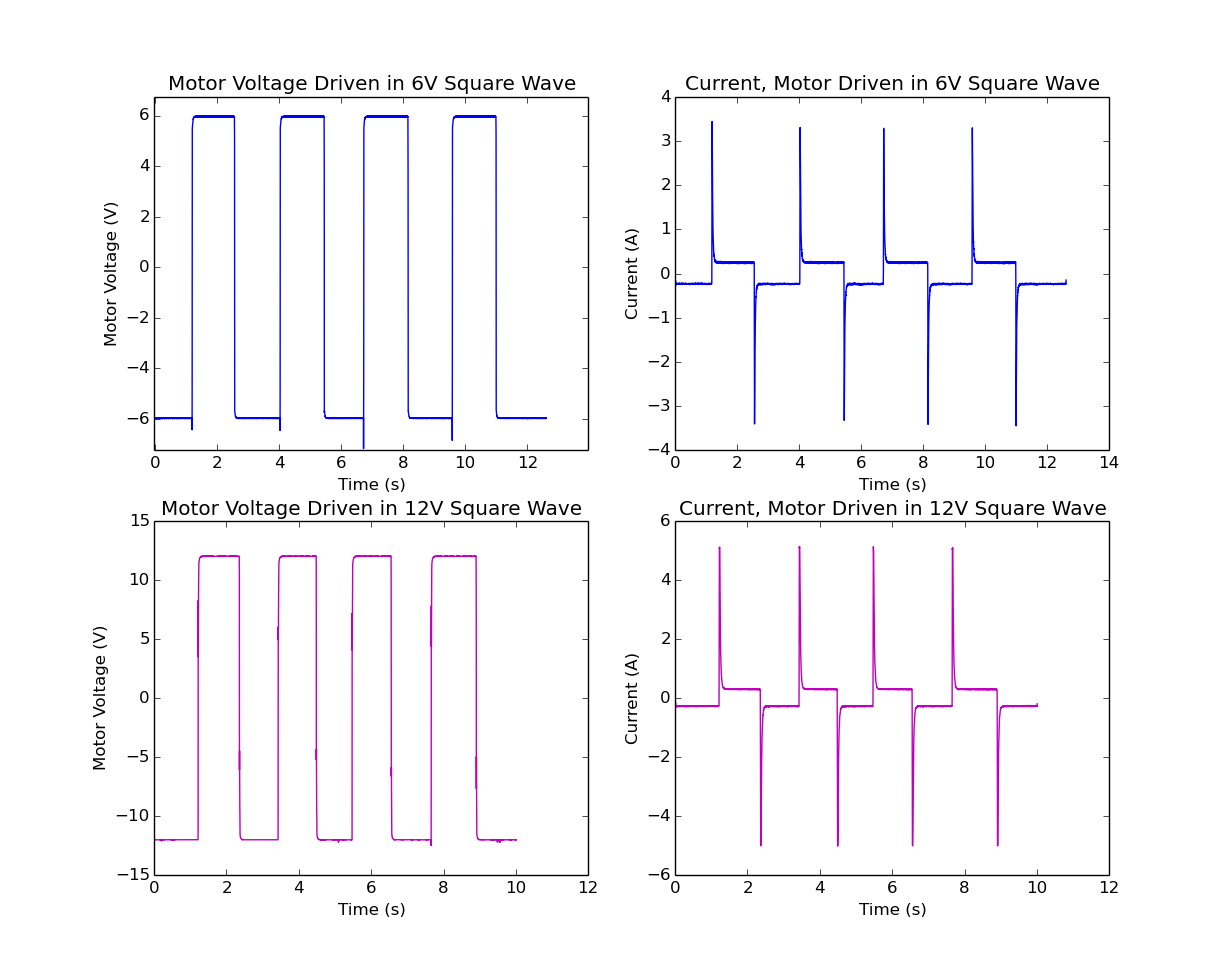 Motor Voltage Driven in 6V Square Wave
6
4
2
0
−2
−4
−6
Motor Voltage (V)
0 2 4 6 8 10 12
Time (s)
Current, Motor Driven in 6V Square Wave
4
3
2
1
0
−1
−2
−3
−4
Current (A)
0 2 4 6 8 10 12 14
Time (s)
Motor Voltage Driven in 12V Square Wave
15
10
5
0
−5
−10
−15
Motor Voltage (V)
0 2 4 6 8 10 12
Time (s)
Current, Motor Driven in 12V Square Wave
6
4
2
0
−2
−4
−6
Current (A)
0 2 4 6 8 10 12
Time (s)